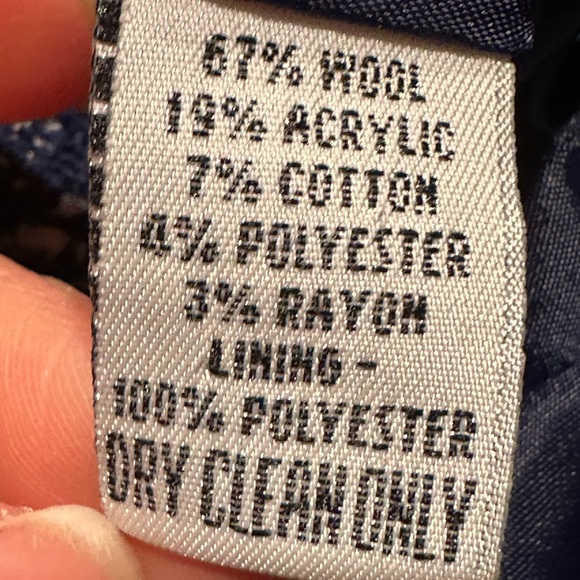 67% WOOL
19% ACRYLIC
7% COTTON
4% POLYESTER
3% RAYON
LINING -
100% POLYESTER
DRY CLEAN ONLY